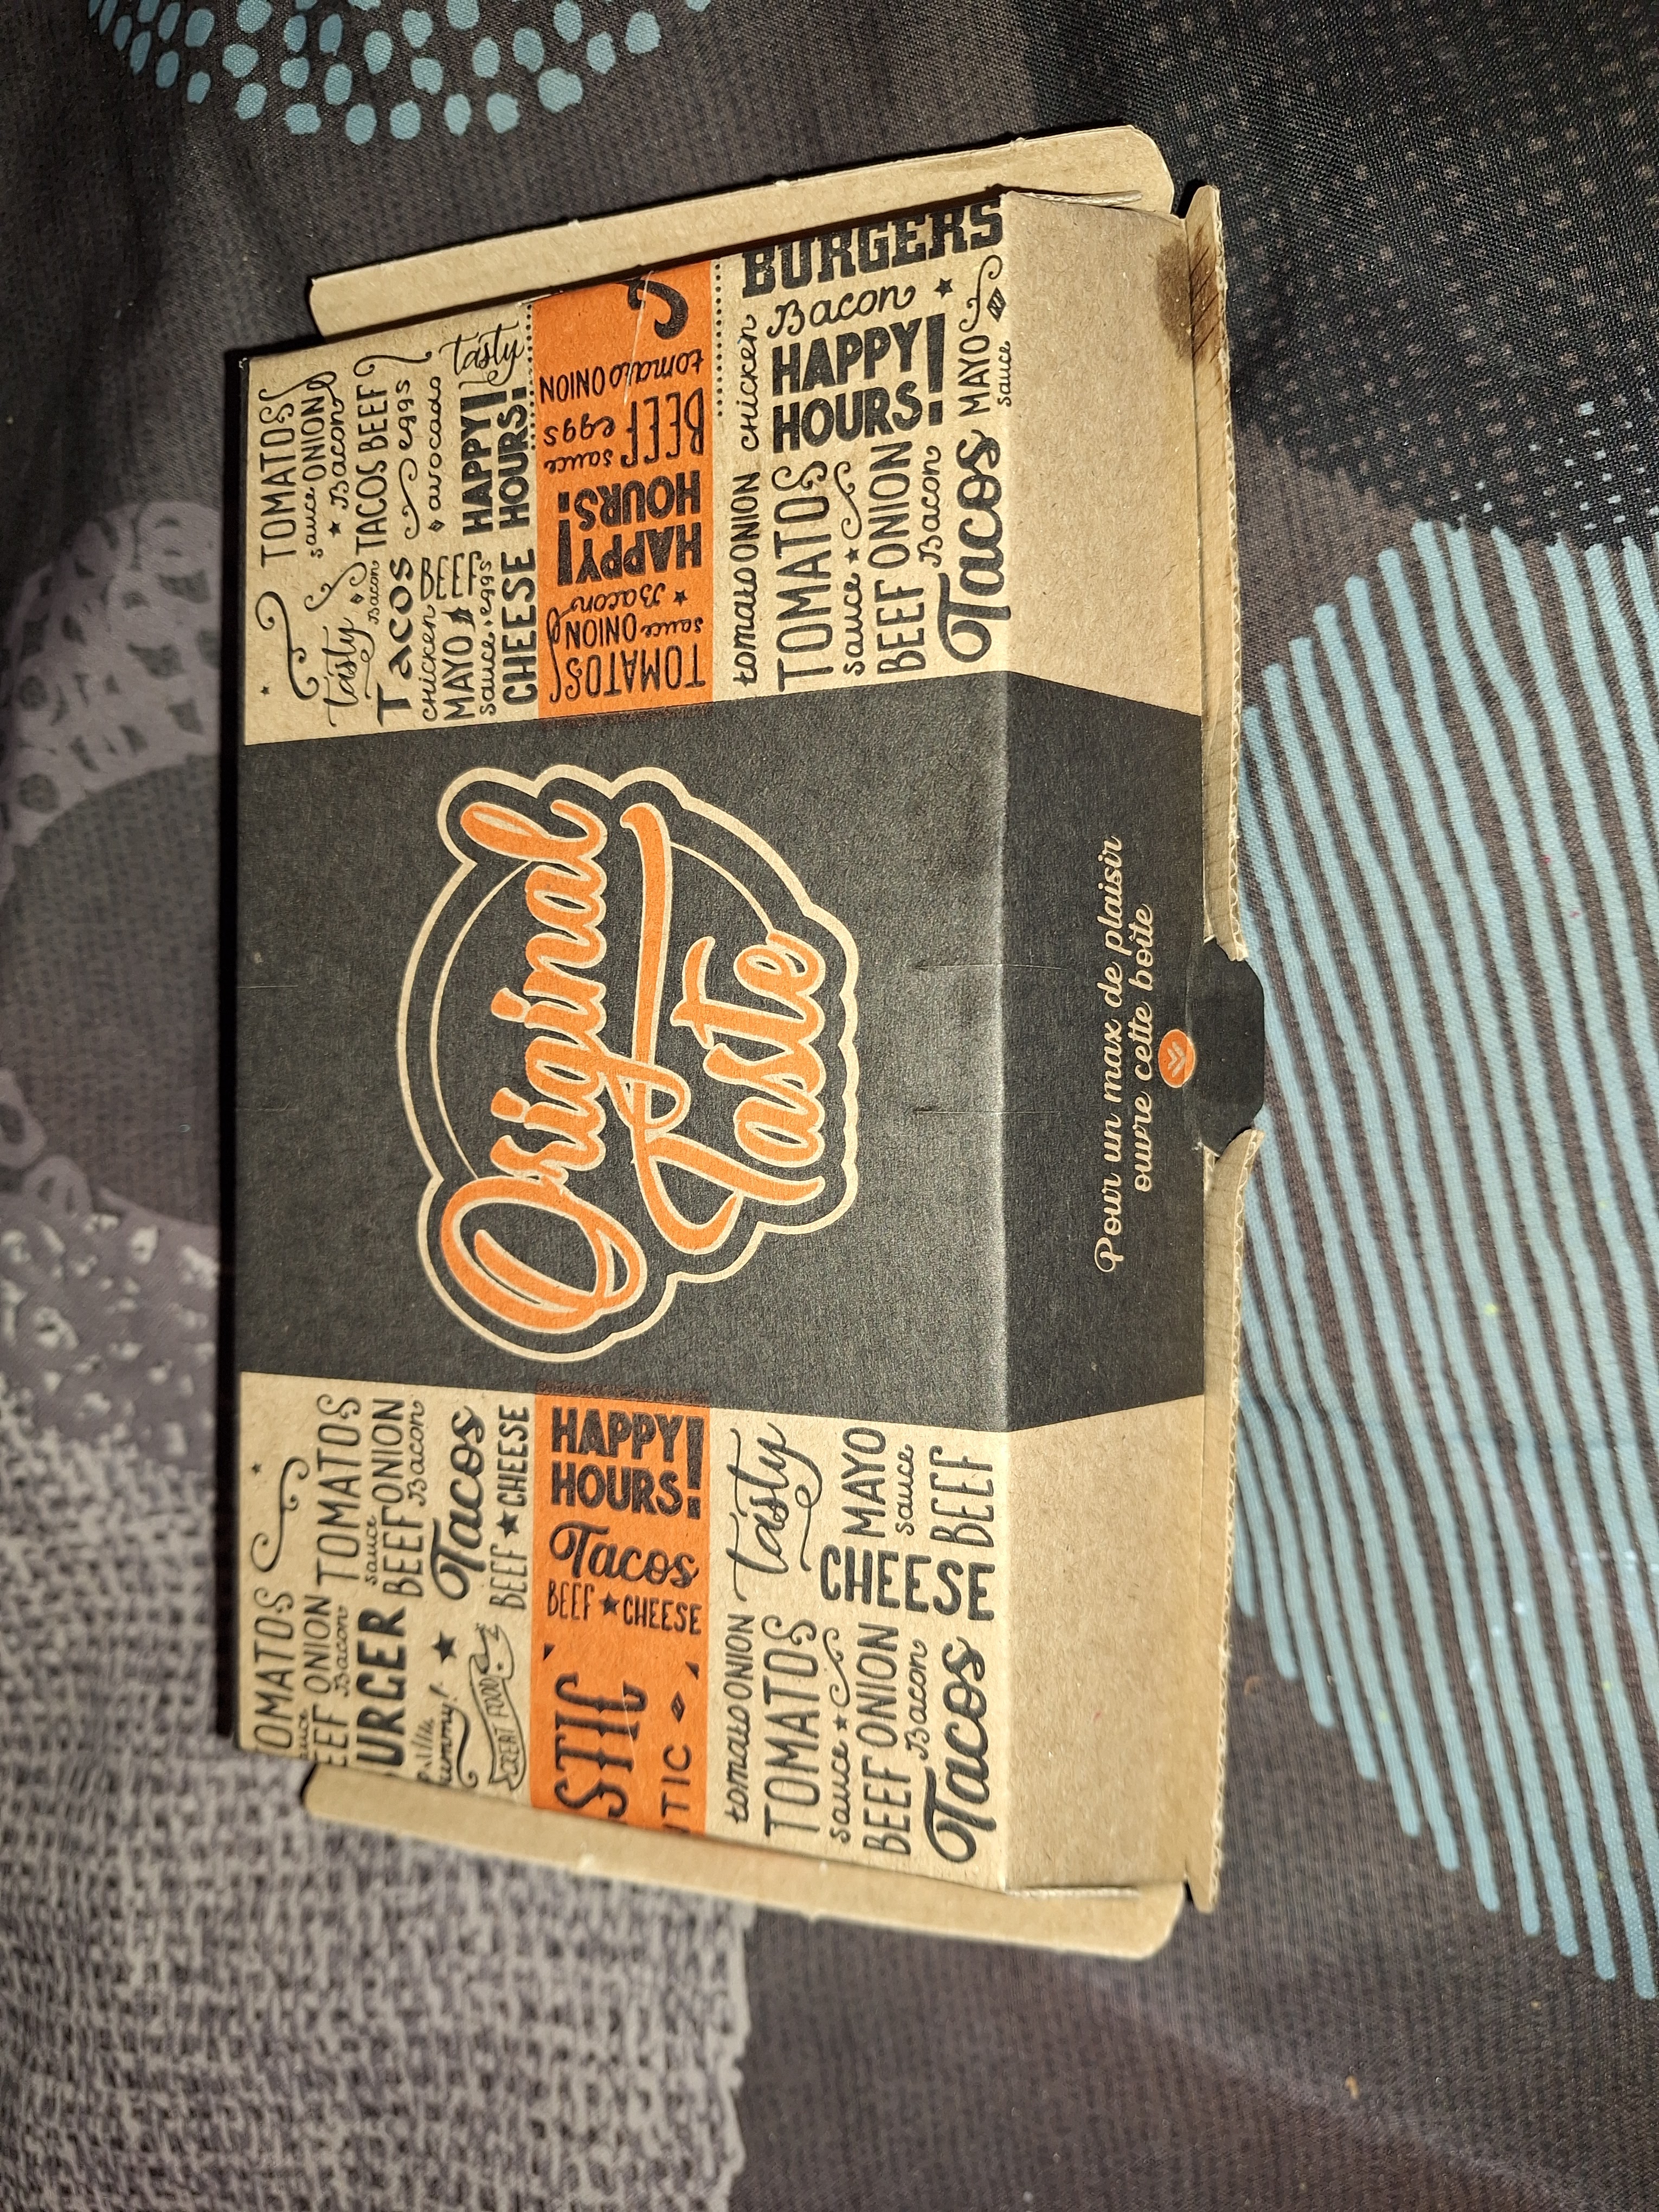 OMATOS
EEF ONION
Bacon
URGER
yummy!
GREAT FOOD
TOMATOS
sauce
BEEF ONION
Bacon
Tacos
BEEF★CHEESE
STIC
TIC
BEEF★CHEESE
Tacos
HAPPY
HOURS!
tomato ONION
TOMATOS
sauce
BEEF ONION
Bacon
Tacos
tasty
CHEESE
MAYO
sauce
BEEF
Original
Taste
Pour un max de plaisir
ouvre cette boite
tasty
Bacon
TACOS
CHICKEN
MAYO
BEEF
sauce eggs
CHEESE
TOMATOS
sauce ONION
Bacon
TACOS BEEF
eggs
avocado
HAPPY!
HOURS!
tasty
TOMATOS
sauce ONION
Bacon
HAPPY!
HOURS!
sauce
BEEF eggs
tomato ONION
tomato ONION
CHICKEN
TOMATOS
sauce
BEEF ONION
Bacon
Tacos
BURGERS
Bacon
HAPPY
HOURS!
MAYO
sauce